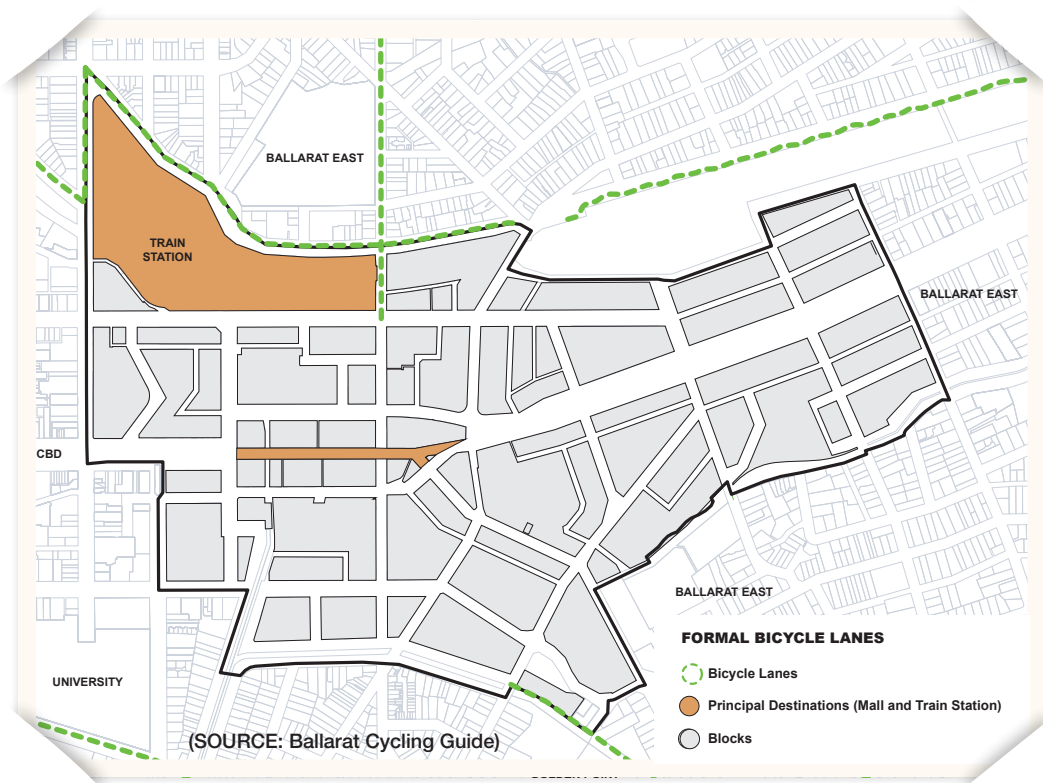 BALLARAT EAST
TRAIN
STATION
BALLARAT EAST
CBD
BALLARAT EAST
UNIVERSITY
FORMAL BICYCLE LANES
Bicycle Lanes
Principal Destinations (Mall and Train Station)
Blocks
(SOURCE: Ballarat Cycling Guide)